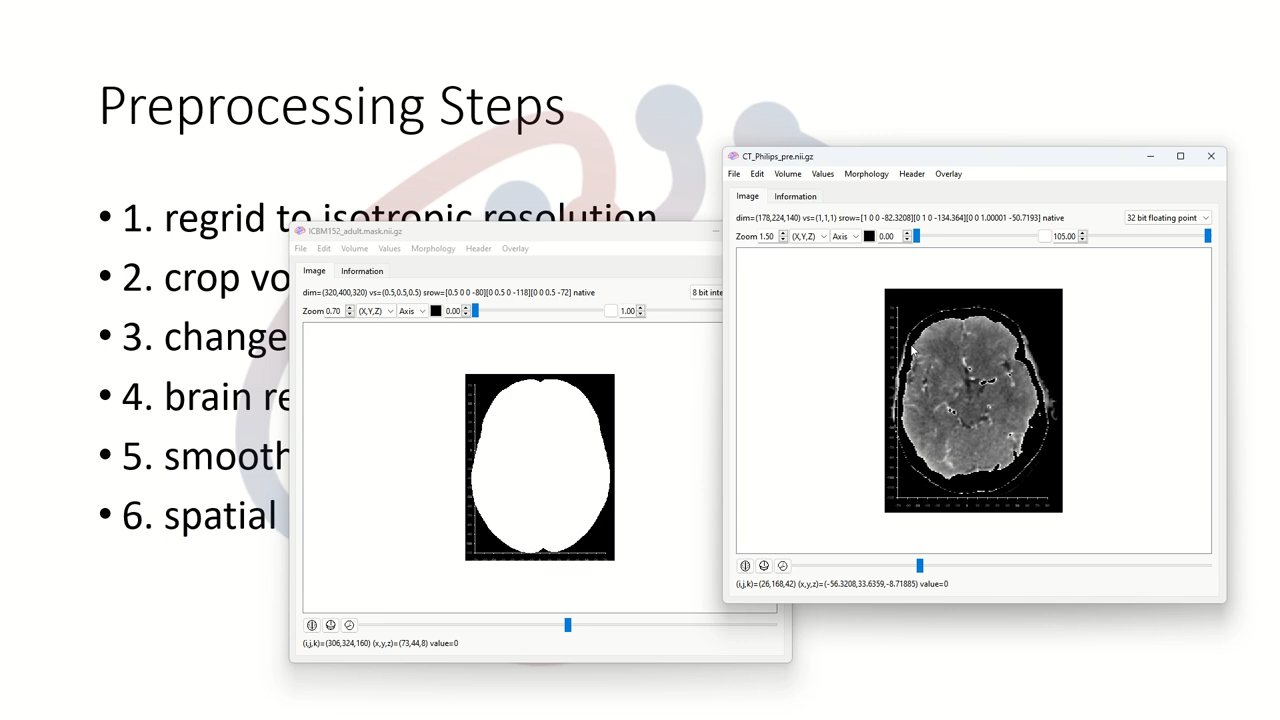 Preprocessing Steps
• 1. regrid to isotropic resolution
• 2. crop vo
• 3. change
• 4. brain re
• 5. smooth
• 6. spatial
ICBM152_adult.mask.nii.gz
File Edit Volume Values Morphology Header Overlay
Image Information
dim=(320,400,320) vs=(0.5,0.5,0.5) srow=[0.5 0 0 -80][0 0.5 0 -118][0 0 0.5 -72] native 8 bit inte
Zoom 0.70 (X,Y,Z) Axis 0.00 1.00
(i,j,k)=(306,324,160) (x,y,z)=(73,44,8) value=0
CT_Philips_pre.nii.gz
File Edit Volume Values Morphology Header Overlay
Image Information
dim=(178,224,140) vs=(1,1,1) srow=[1 0 0 -82.3208][0 1 0 -134.364][0 0 1.00001 -50.7193] native 32 bit floating point
Zoom 1.50 (X,Y,Z) Axis 0.00 105.00
(i,j,k)=(26,168,42) (x,y,z)=(-56.3208,33.6359,-8.71885) value=0